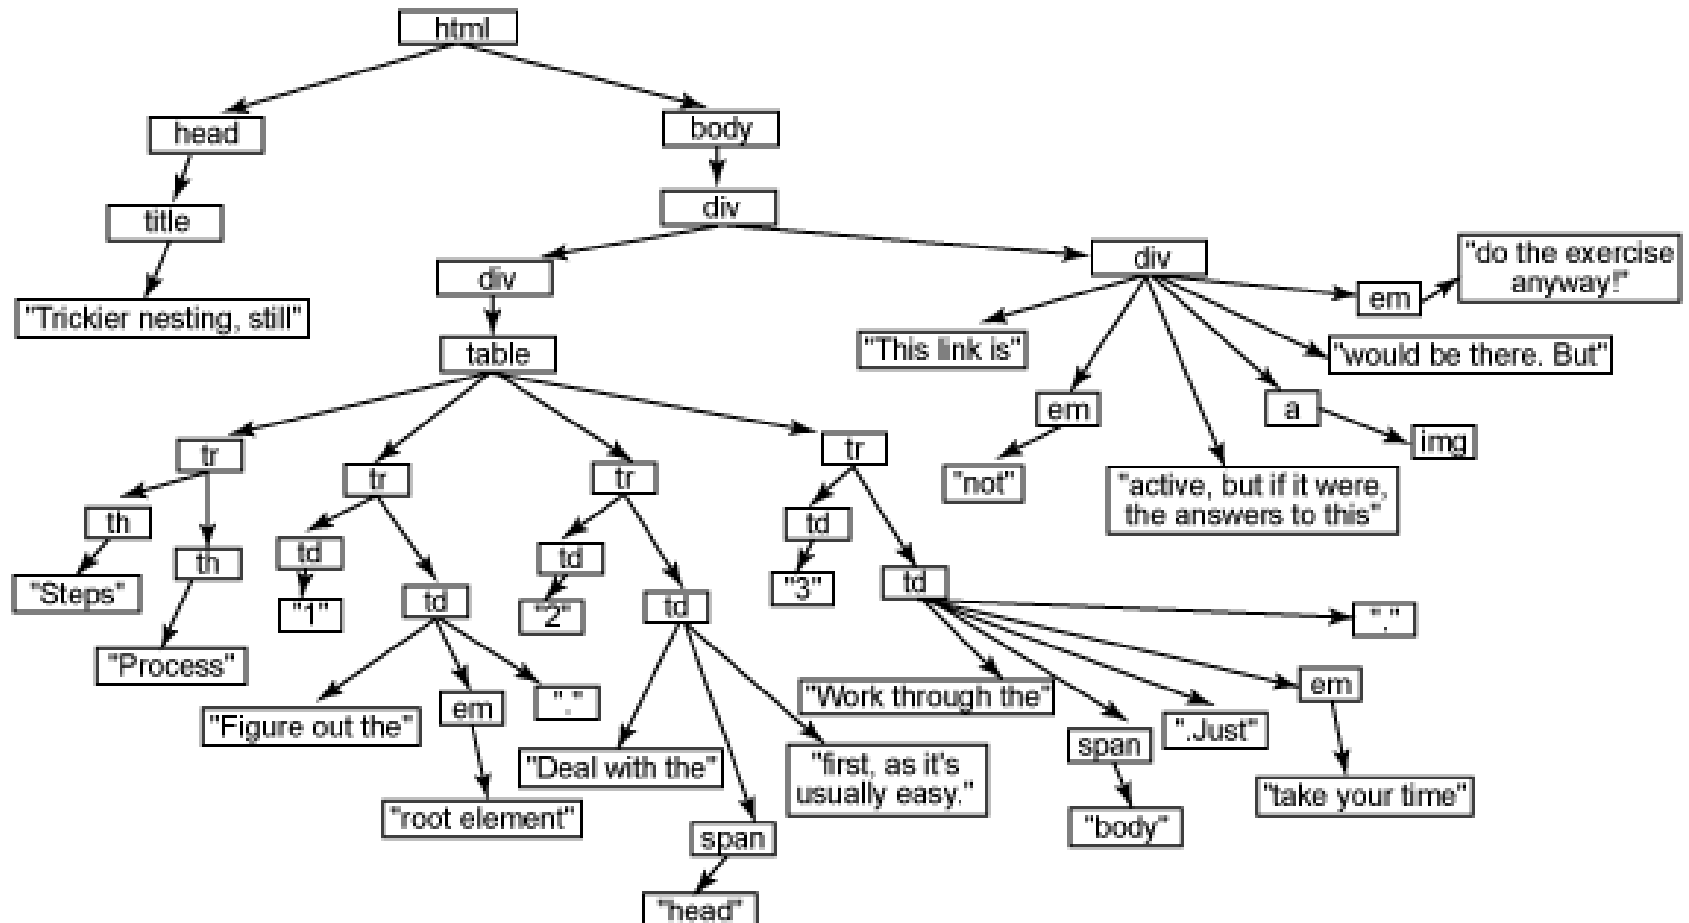 html
head
body
title
div
"Trickier nesting, still"
div
div
"do the exercise
anyway!"
em
table
"This link is"
"would be there. But"
em
a
img
"not"
"active, but if it were,
the answers to this"
tr
tr
tr
tr
th
th
"Steps"
"Process"
td
"1"
td
"Figure out the"
em
"."
"root element"
td
"2"
td
"Deal with the"
span
"first, as it's
usually easy."
"head"
td
"3"
td
"Work through the"
span
".Just"
em
"."
"body"
"take your time"